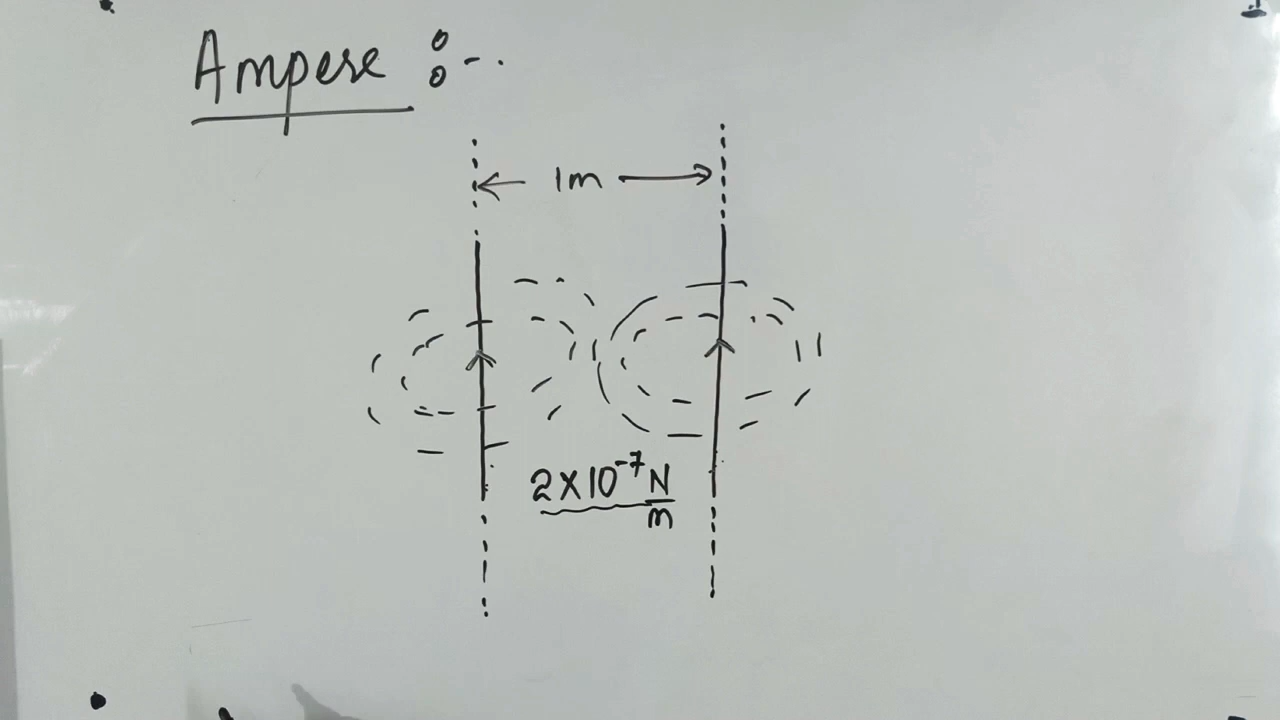 Ampere :-.
1m
2×10⁻⁷ N/m